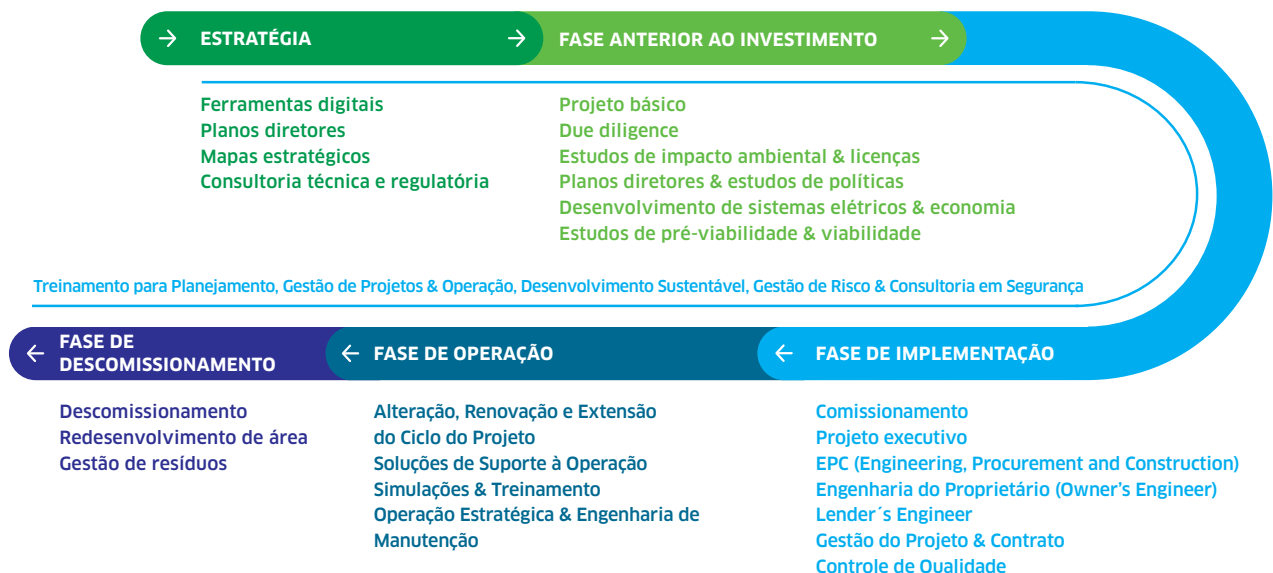 ESTRATÉGIA
FASE ANTERIOR AO INVESTIMENTO
Ferramentas digitais
Planos diretores
Mapas estratégicos
Consultoria técnica e regulatória
Projeto básico
Due diligence
Estudos de impacto ambiental & licenças
Planos diretores & estudos de políticas
Desenvolvimento de sistemas elétricos & economia
Estudos de pré-viabilidade & viabilidade
Treinamento para Planejamento, Gestão de Projetos & Operação, Desenvolvimento Sustentável, Gestão de Risco & Consultoria em Segurança
FASE DE IMPLEMENTAÇÃO
Comissionamento
Projeto executivo
EPC (Engineering, Procurement and Construction)
Engenharia do Proprietário (Owner's Engineer)
Lender´s Engineer
Gestão do Projeto & Contrato
Controle de Qualidade
FASE DE OPERAÇÃO
Alteração, Renovação e Extensão
do Ciclo do Projeto
Soluções de Suporte à Operação
Simulações & Treinamento
Operação Estratégica & Engenharia de
Manutenção
FASE DE
DESCOMISSIONAMENTO
Descomissionamento
Redesenvolvimento de área
Gestão de resíduos